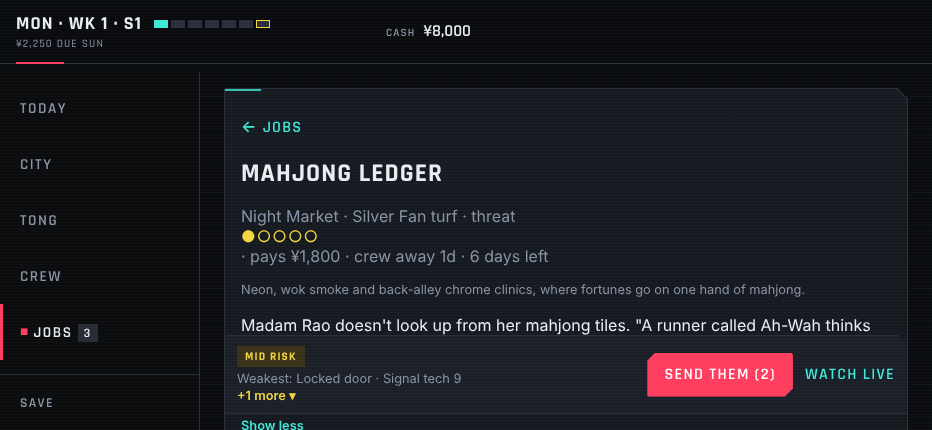 MON · WK 1 · S1
¥2,250 DUE SUN
CASH ¥8,000
TODAY
CITY
TONG
CREW
JOBS 3
SAVE
← JOBS
MAHJONG LEDGER
Night Market · Silver Fan turf · threat
· pays ¥1,800 · crew away 1d · 6 days left
Neon, wok smoke and back-alley chrome clinics, where fortunes go on one hand of mahjong.
Madam Rao doesn't look up from her mahjong tiles. "A runner called Ah-Wah thinks
MID RISK
Weakest: Locked door · Signal tech 9
+1 more ▾
SEND THEM (2)
WATCH LIVE
Show less